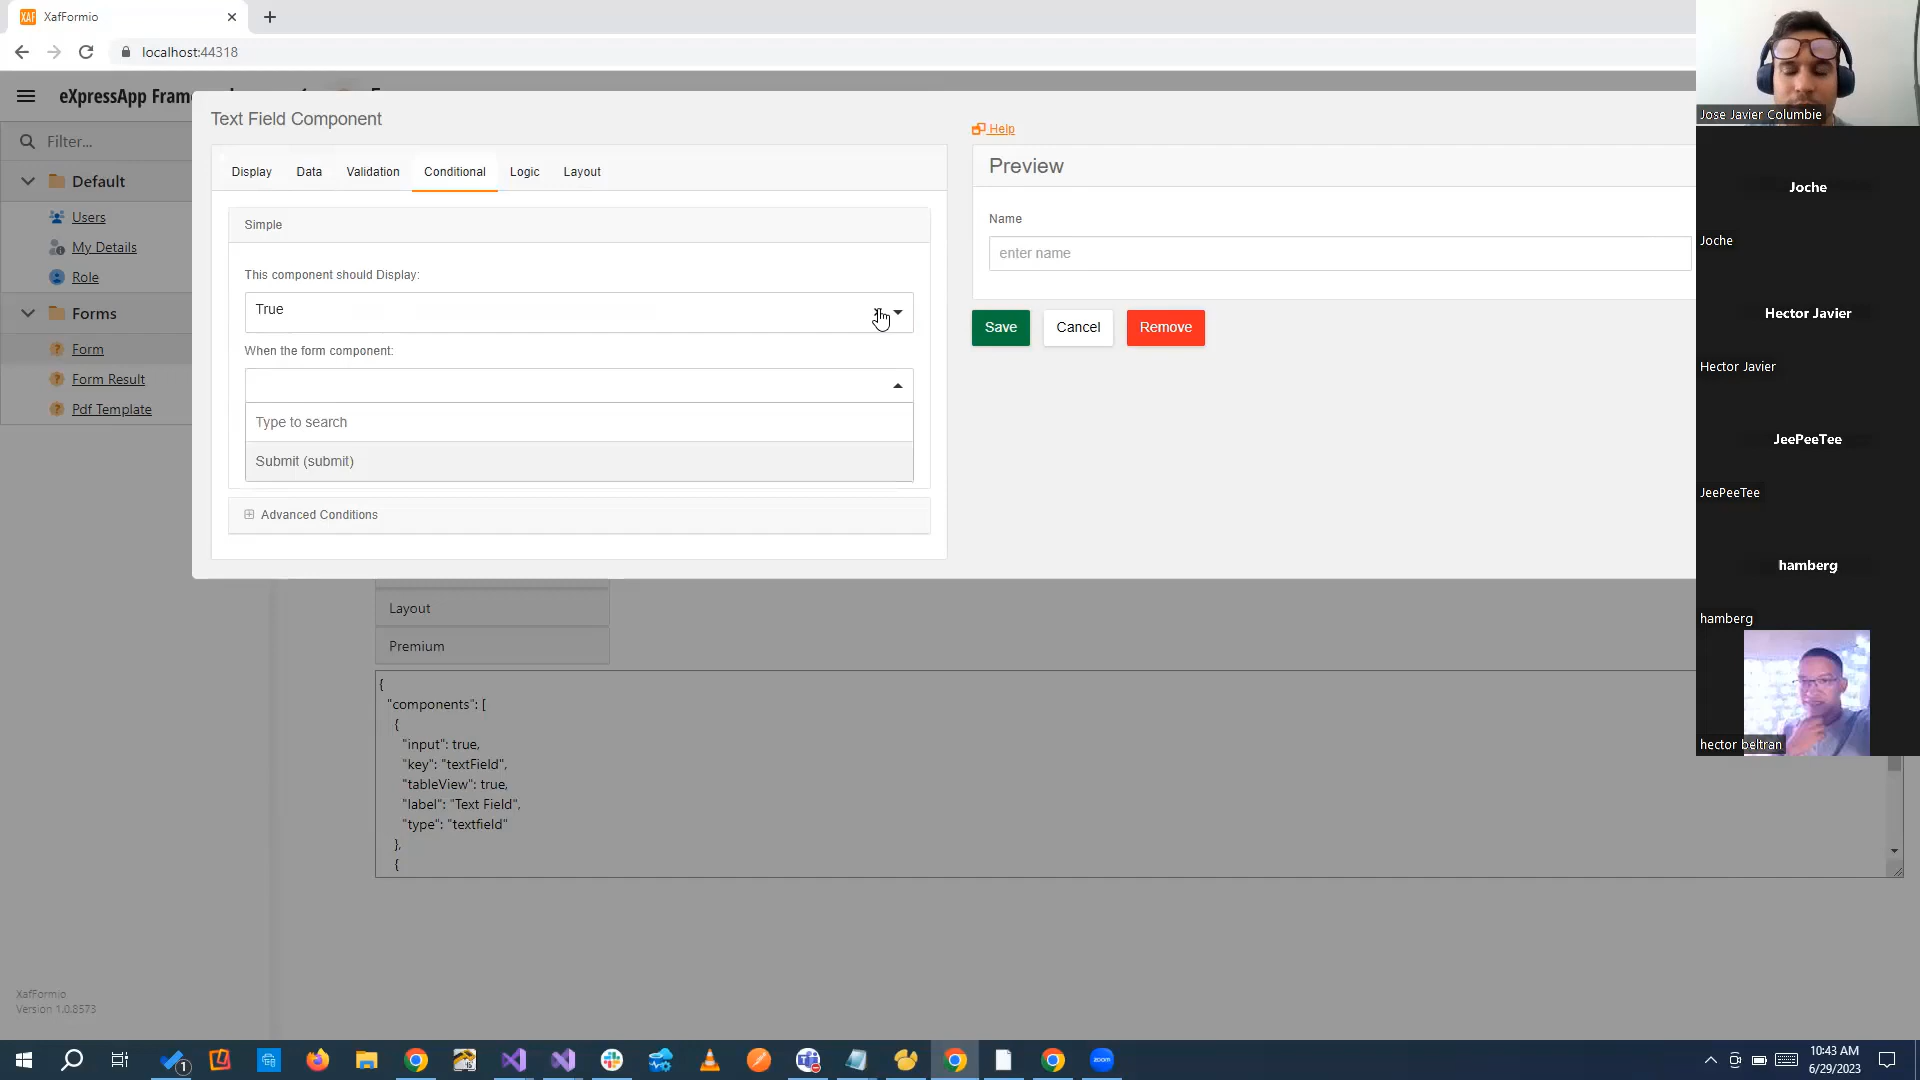 XafFormio
localhost:44318
eXpressApp Fram
Filter...
Default
Users
My Details
Role
Forms
Form
Form Result
Pdf Template
XafFormio
Version 1.0.8573
Text Field Component
Display Data Validation Conditional Logic Layout
Simple
This component should Display:
True
When the form component:
Type to search
Submit (submit)
Advanced Conditions
Help
Preview
Name
enter name
Save Cancel Remove
Layout
Premium
{
"components": [
{
"input": true,
"key": "textField",
"tableView": true,
"label": "Text Field",
"type": "textfield"
},
{
Jose Javier Columbie
Joche
Joche
Hector Javier
Hector Javier
JeePeeTee
JeePeeTee
hamberg
hamberg
hector beltran
1
zoom
10:43 AM
6/29/2023